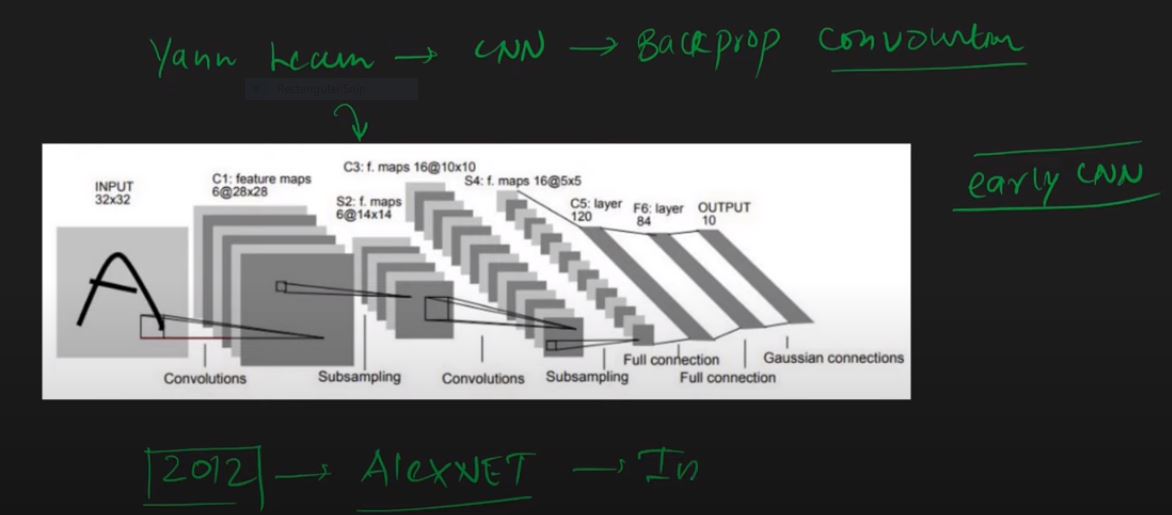 Yann Lecun → CNN → Backprop convolution
Rectangular Snip
C3: f. maps 16@10x10
INPUT
32x32
C1: feature maps
6@28x28
S4: f. maps 16@5x5
S2: f. maps
6@14x14
C5: layer
120
F6: layer
84
OUTPUT
10
early CNN
A
Convolutions
Subsampling
Convolutions
Subsampling
Full connection
Full connection
Gaussian connections
2012 → AlexNET → In